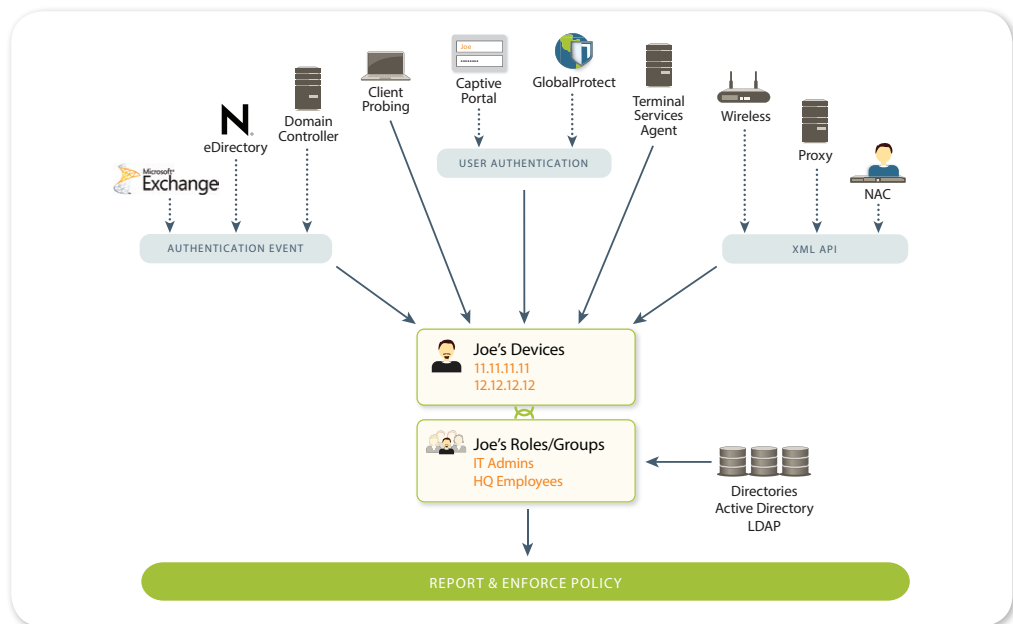 Client
Probing
Joe
••••••••
Captive
Portal
GlobalProtect
Terminal
Services
Agent
Wireless
Domain
Controller
N
eDirectory
Microsoft®
Exchange
Proxy
NAC
USER AUTHENTICATION
AUTHENTICATION EVENT
XML API
Joe’s Devices
11.11.11.11
12.12.12.12
Joe’s Roles/Groups
IT Admins
HQ Employees
Directories
Active Directory
LDAP
REPORT & ENFORCE POLICY